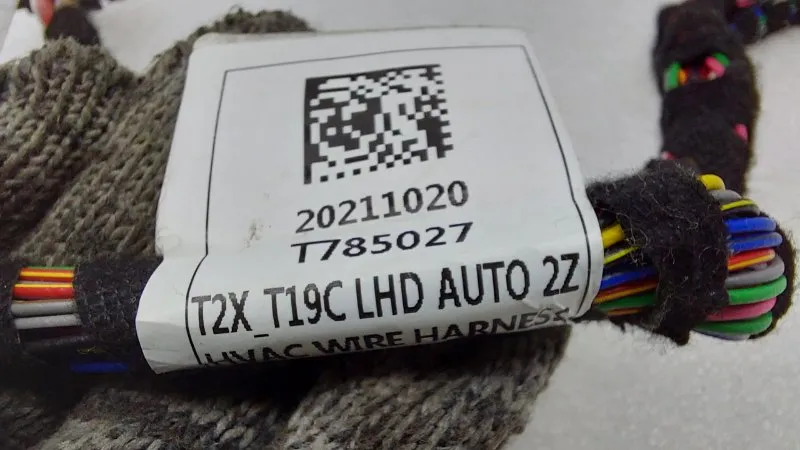 20211020
T785027
T2X_T19C LHD AUTO 2Z
HVAC WIRE HARNESS